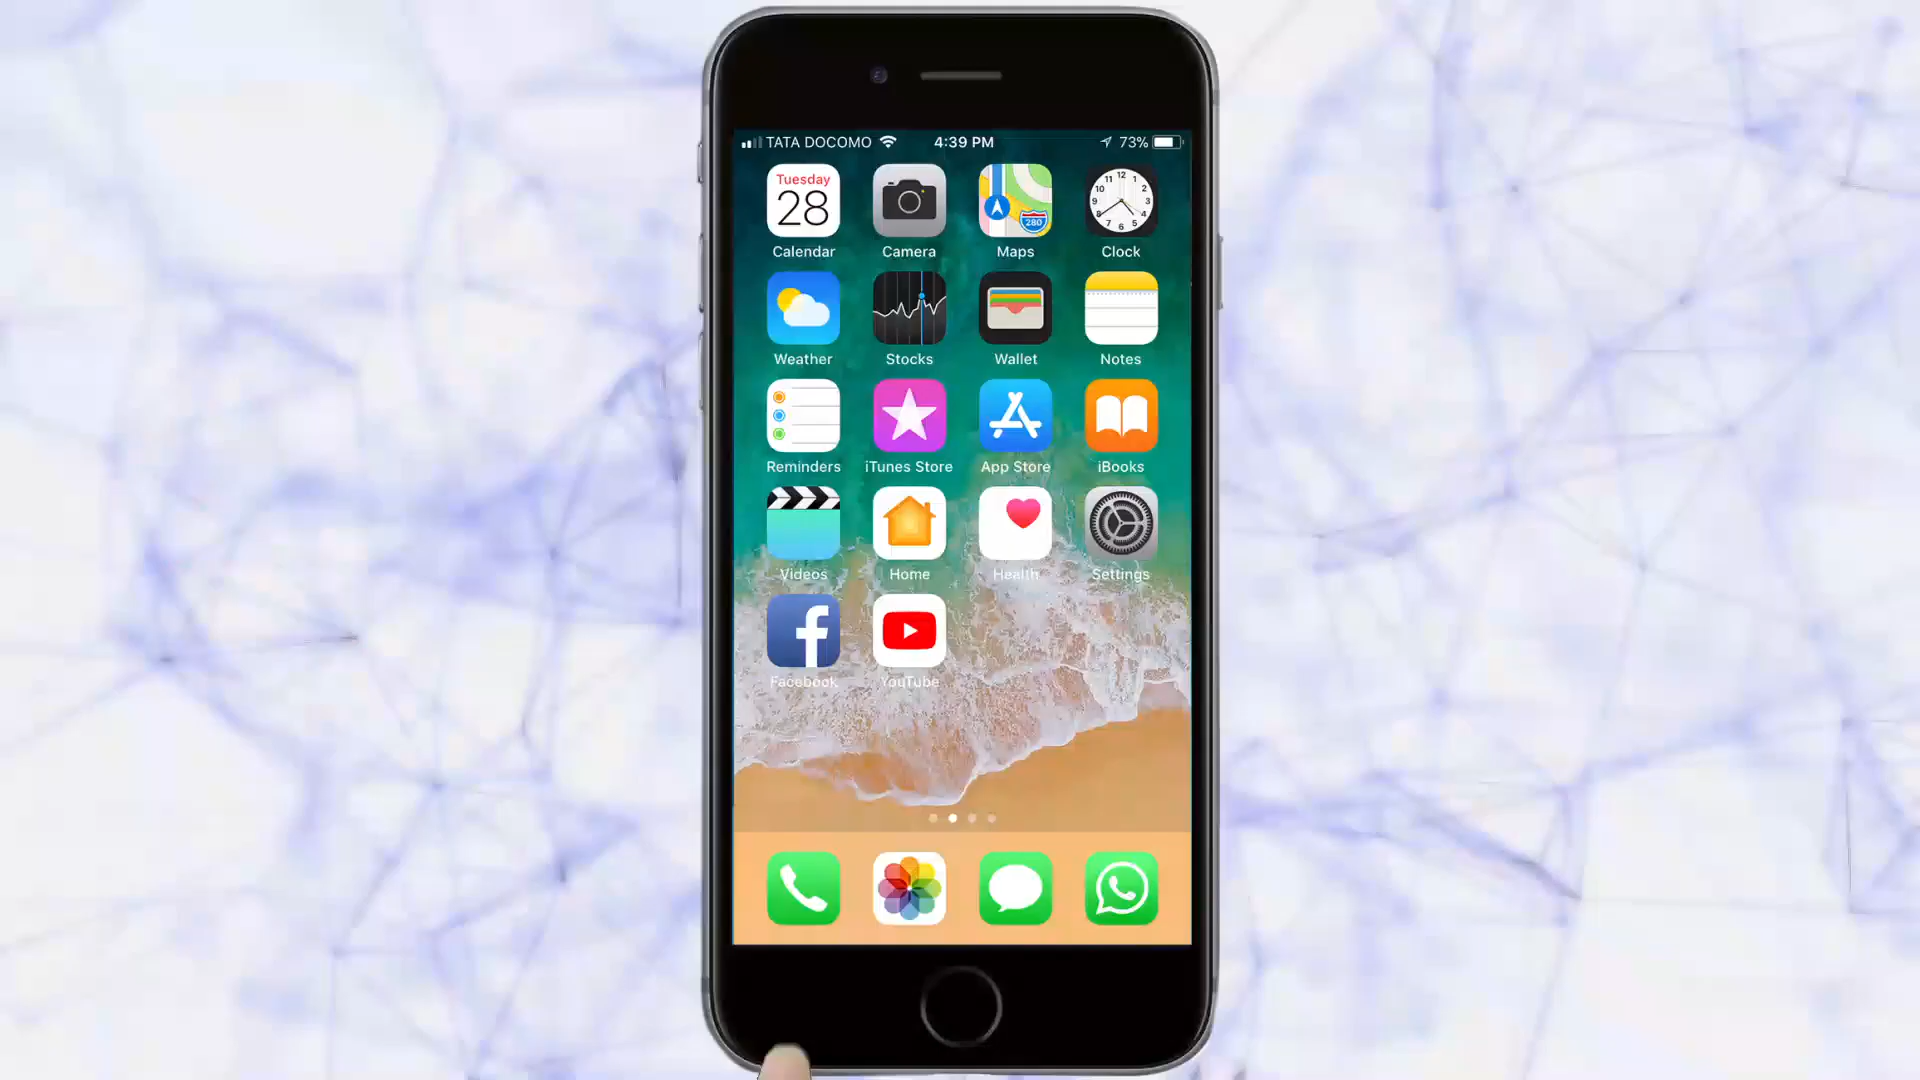 TATA DOCOMO 4:39 PM 73%
Tuesday
28
280
Calendar Camera Maps Clock
Weather Stocks Wallet Notes
Reminders iTunes Store App Store iBooks
Videos Home Health Settings
f
Facebook YouTube